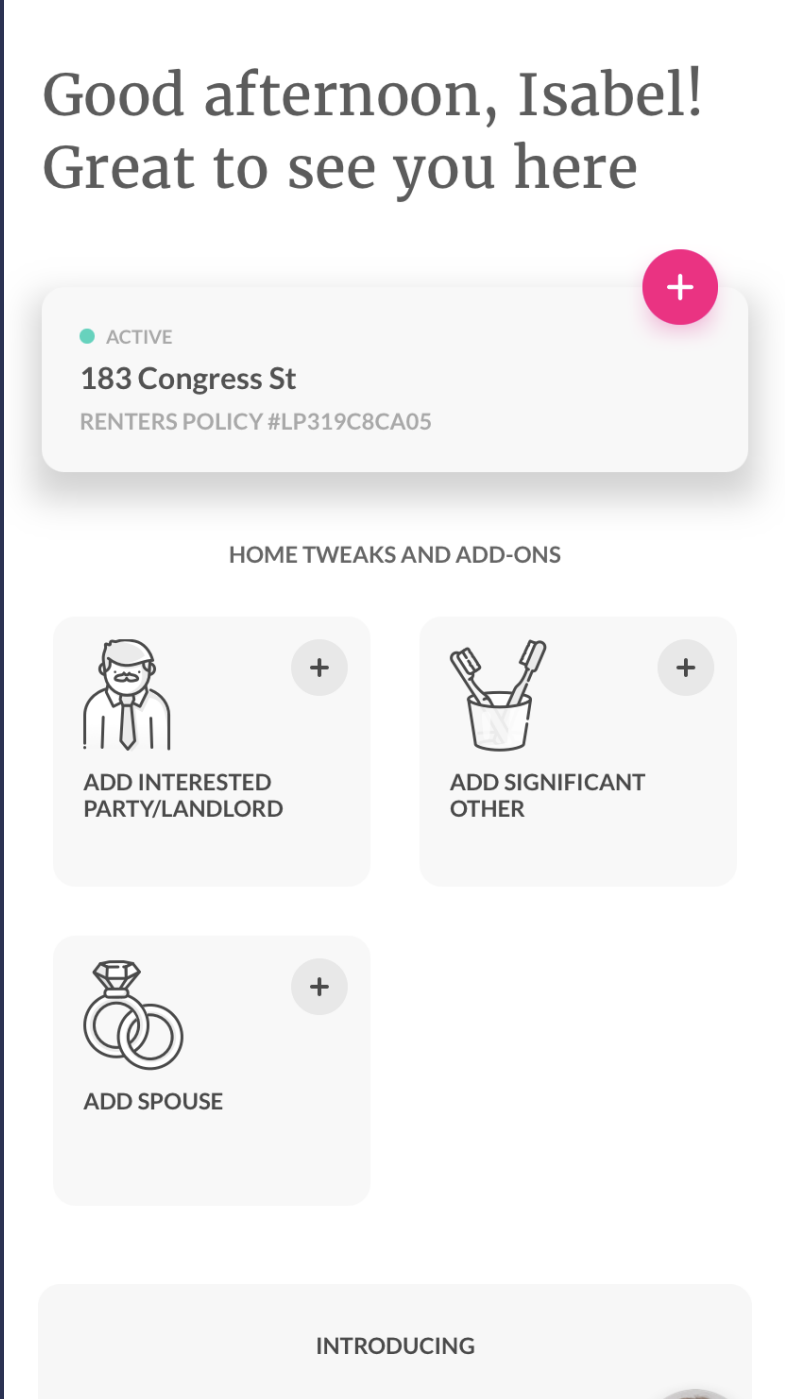 Good afternoon, Isabel!
Great to see you here
ACTIVE
183 Congress St
RENTERS POLICY #LP319C8CA05
HOME TWEAKS AND ADD-ONS
ADD INTERESTED
PARTY/LANDLORD
ADD SIGNIFICANT
OTHER
ADD SPOUSE
INTRODUCING